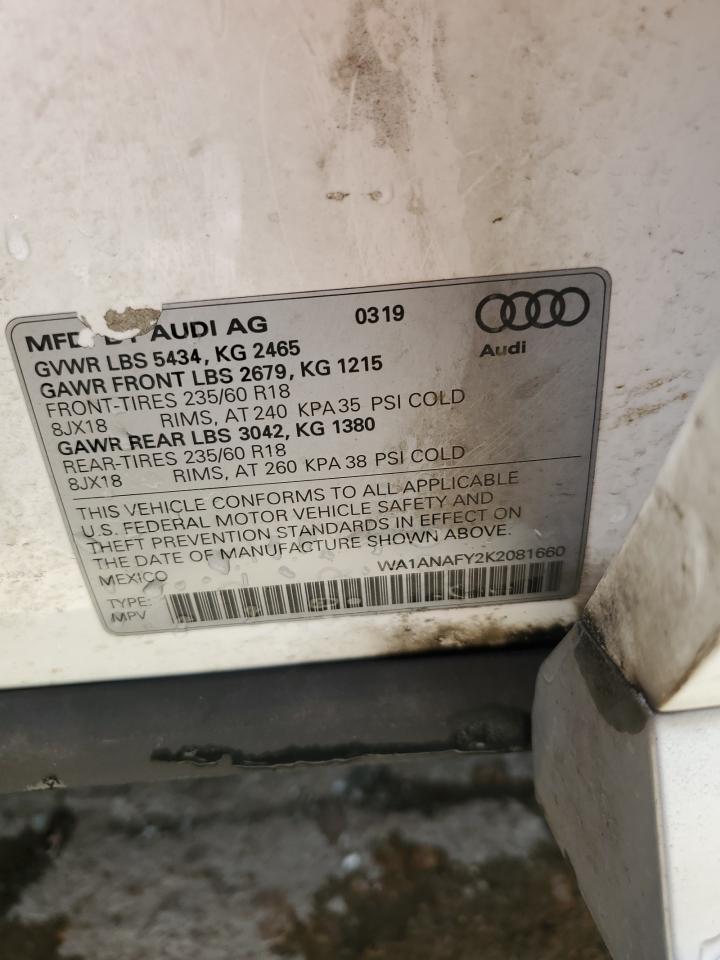 MFD BY AUDI AG 0319
Audi
GVWR LBS 5434, KG 2465
GAWR FRONT LBS 2679, KG 1215
FRONT-TIRES 235/60 R18
8JX18 RIMS, AT 240 KPA 35 PSI COLD
GAWR REAR LBS 3042, KG 1380
REAR-TIRES 235/60 R18
8JX18 RIMS, AT 260 KPA 38 PSI COLD
THIS VEHICLE CONFORMS TO ALL APPLICABLE
U.S. FEDERAL MOTOR VEHICLE SAFETY AND
THEFT PREVENTION STANDARDS IN EFFECT ON
THE DATE OF MANUFACTURE SHOWN ABOVE.
MEXICO WA1ANAFY2K2081660
TYPE:
MPV